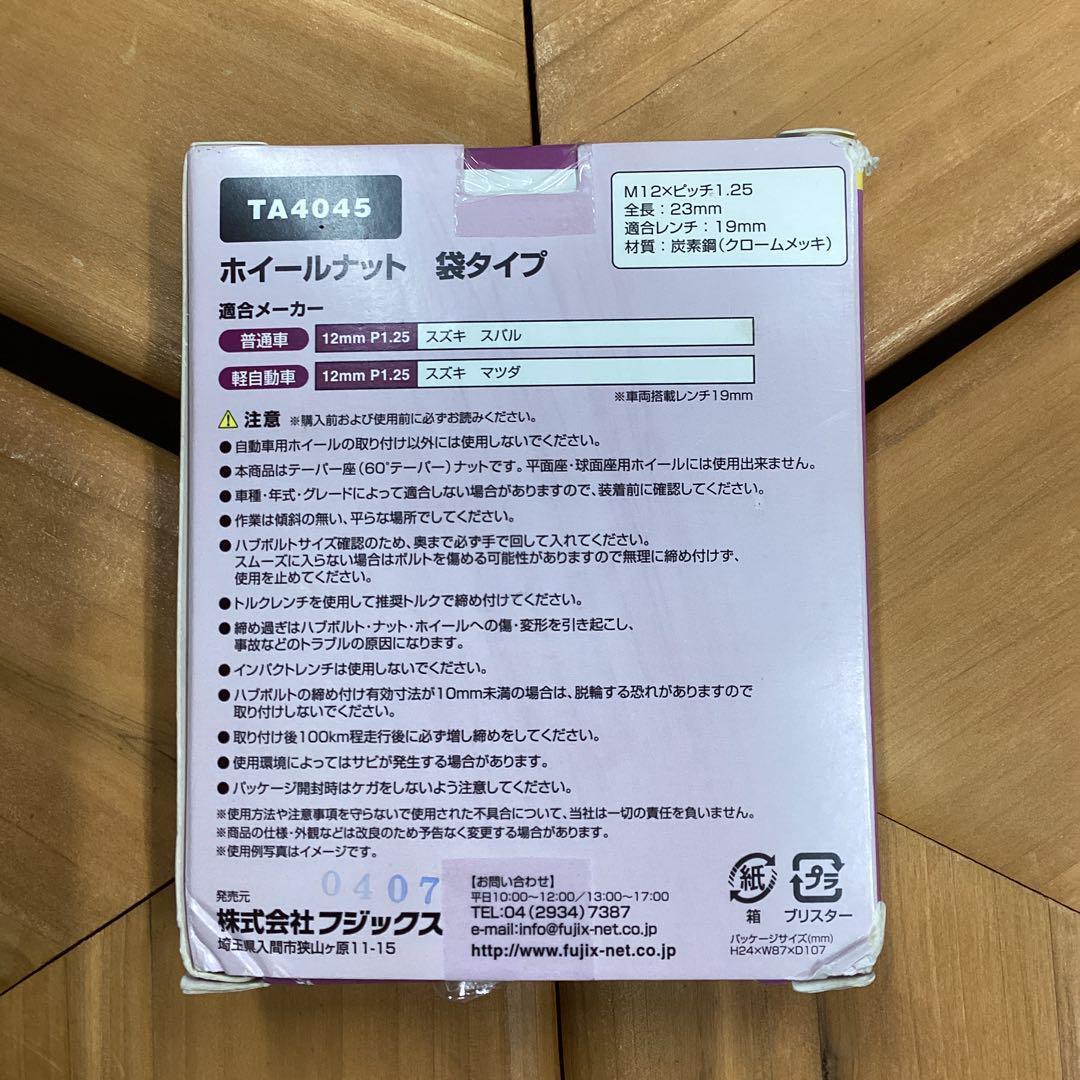 TA4045
M12×ピッチ1.25
全長：23mm
適合レンチ：19mm
材質：炭素鋼(クロームメッキ)
ホイールナット 袋タイプ
適合メーカー
普通車 12mm P1.25 スズキ スバル
軽自動車 12mm P1.25 スズキ マツダ
※車両搭載レンチ19mm
注意 ※購入前および使用前に必ずお読みください。
●自動車用ホイールの取り付け以外には使用しないでください。
●本商品はテーパー座(60°テーパー)ナットです。平面座・球面座用ホイールには使用出来ません。
●車種・年式・グレードによって適合しない場合がありますので、装着前に確認してください。
●作業は傾斜の無い、平らな場所でしてください。
●ハブボルトサイズ確認のため、奥まで必ず手で回して入れてください。
スムーズに入らない場合はボルトを傷める可能性がありますので無理に締め付けず、
使用を止めてください。
●トルクレンチを使用して推奨トルクで締め付けてください。
●締め過ぎはハブボルト・ナット・ホイールへの傷・変形を引き起こし、
事故などのトラブルの原因になります。
●インパクトレンチは使用しないでください。
●ハブボルトの締め付け有効寸法が10mm未満の場合は、脱輪する恐れがありますので
取り付けしないでください。
●取り付け後100km程走行後に必ず増し締めをしてください。
●使用環境によってはサビが発生する場合があります。
●パッケージ開封時はケガをしないよう注意してください。
※使用方法や注意事項を守らないで使用された不具合について、当社は一切の責任を負いません。
※商品の仕様・外観などは改良のため予告なく変更する場合があります。
※使用例写真はイメージです。
0407
発売元
株式会社フジックス
埼玉県入間市狭山ヶ原11-15
【お問い合わせ】
平日10:00〜12:00/13:00〜17:00
TEL:04(2934)7387
e-mail:info@fujix-net.co.jp
http://www.fujix-net.co.jp
紙
箱
プラ
ブリスター
パッケージサイズ(mm)
H24×W87×D107